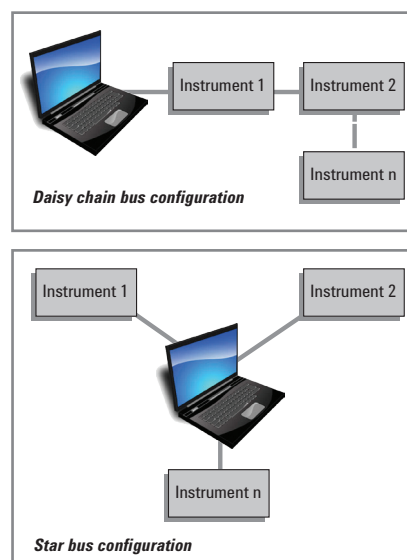 Instrument 1
Instrument 2
Instrument n
Daisy chain bus configuration
Instrument 1
Instrument 2
Instrument n
Star bus configuration